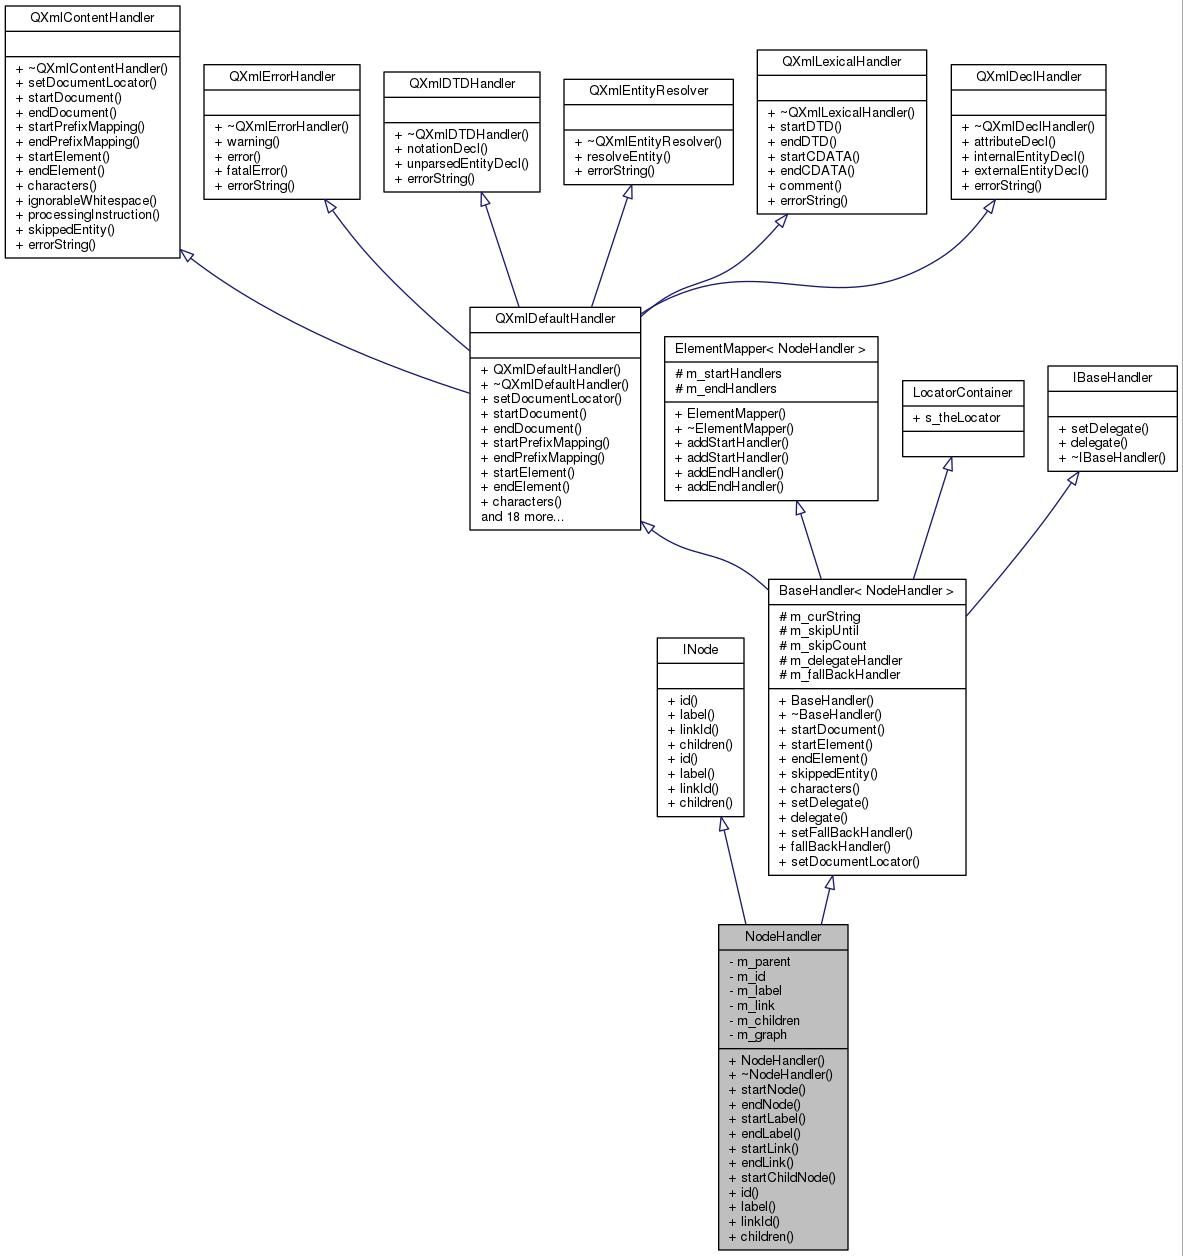 QXmlContentHandler
+ ~QXmlContentHandler()
+ setDocumentLocator()
+ startDocument()
+ endDocument()
+ startPrefixMapping()
+ endPrefixMapping()
+ startElement()
+ endElement()
+ characters()
+ ignorableWhitespace()
+ processingInstruction()
+ skippedEntity()
+ errorString()
QXmlErrorHandler
+ ~QXmlErrorHandler()
+ warning()
+ error()
+ fatalError()
+ errorString()
QXmlDTDHandler
+ ~QXmlDTDHandler()
+ notationDecl()
+ unparsedEntityDecl()
+ errorString()
QXmlEntityResolver
+ ~QXmlEntityResolver()
+ resolveEntity()
+ errorString()
QXmlLexicalHandler
+ ~QXmlLexicalHandler()
+ startDTD()
+ endDTD()
+ startCDATA()
+ endCDATA()
+ comment()
+ errorString()
QXmlDeclHandler
+ ~QXmlDeclHandler()
+ attributeDecl()
+ internalEntityDecl()
+ externalEntityDecl()
+ errorString()
QXmlDefaultHandler
+ QXmlDefaultHandler()
+ ~QXmlDefaultHandler()
+ setDocumentLocator()
+ startDocument()
+ endDocument()
+ startPrefixMapping()
+ endPrefixMapping()
+ startElement()
+ endElement()
+ characters()
and 18 more...
ElementMapper< NodeHandler >
# m_startHandlers
# m_endHandlers
+ ElementMapper()
+ ~ElementMapper()
+ addStartHandler()
+ addStartHandler()
+ addEndHandler()
+ addEndHandler()
LocatorContainer
+ s_theLocator
IBaseHandler
+ setDelegate()
+ delegate()
+ ~IBaseHandler()
INode
+ id()
+ label()
+ linkId()
+ children()
+ id()
+ label()
+ linkId()
+ children()
BaseHandler< NodeHandler >
# m_curString
# m_skipUntil
# m_skipCount
# m_delegateHandler
# m_fallBackHandler
+ BaseHandler()
+ ~BaseHandler()
+ startDocument()
+ startElement()
+ endElement()
+ skippedEntity()
+ characters()
+ setDelegate()
+ delegate()
+ setFallBackHandler()
+ fallBackHandler()
+ setDocumentLocator()
NodeHandler
- m_parent
- m_id
- m_label
- m_link
- m_children
- m_graph
+ NodeHandler()
+ ~NodeHandler()
+ startNode()
+ endNode()
+ startLabel()
+ endLabel()
+ startLink()
+ endLink()
+ startChildNode()
+ id()
+ label()
+ linkId()
+ children()